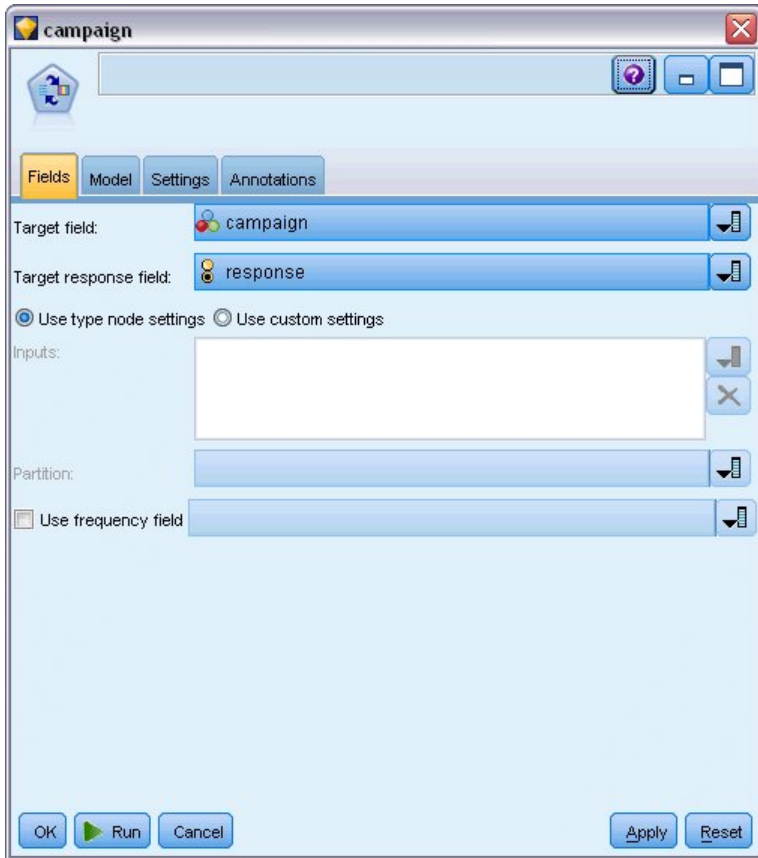 campaign
Fields Model Settings Annotations
Target field: campaign
Target response field: response
Use type node settings Use custom settings
Inputs:
Partition:
Use frequency field
OK Run Cancel Apply Reset